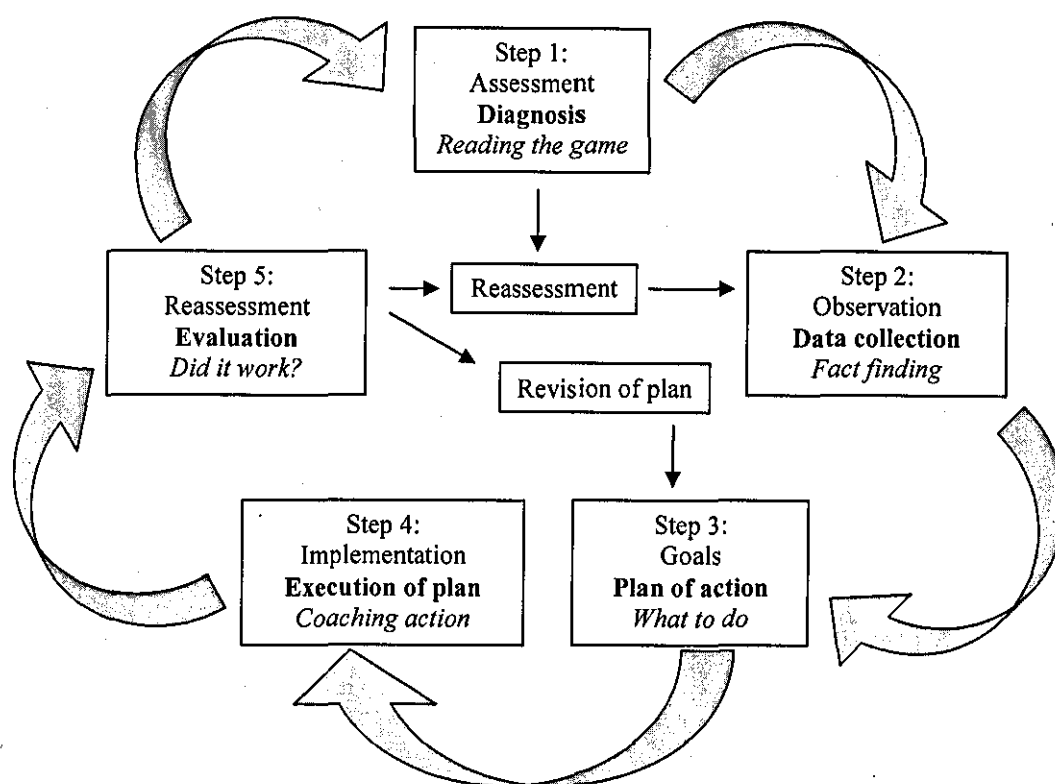 Step 1:
Assessment
Diagnosis
Reading the game
Step 5:
Reassessment
Evaluation
Did it work?
Reassessment
Step 2:
Observation
Data collection
Fact finding
Revision of plan
Step 4:
Implementation
Execution of plan
Coaching action
Step 3:
Goals
Plan of action
What to do